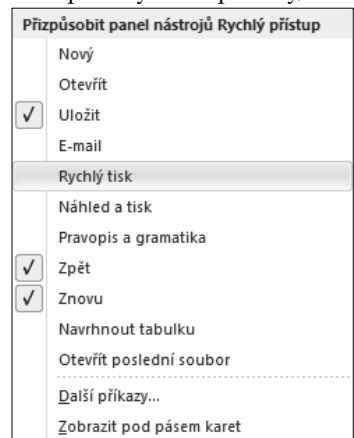 Přizpůsobit panel nástrojů Rychlý přístup
Nový
Otevřít
Uložit
E-mail
Rychlý tisk
Náhled a tisk
Pravopis a gramatika
Zpět
Znovu
Navrhnout tabulku
Otevřít poslední soubor
Další příkazy...
Zobrazit pod pásem karet